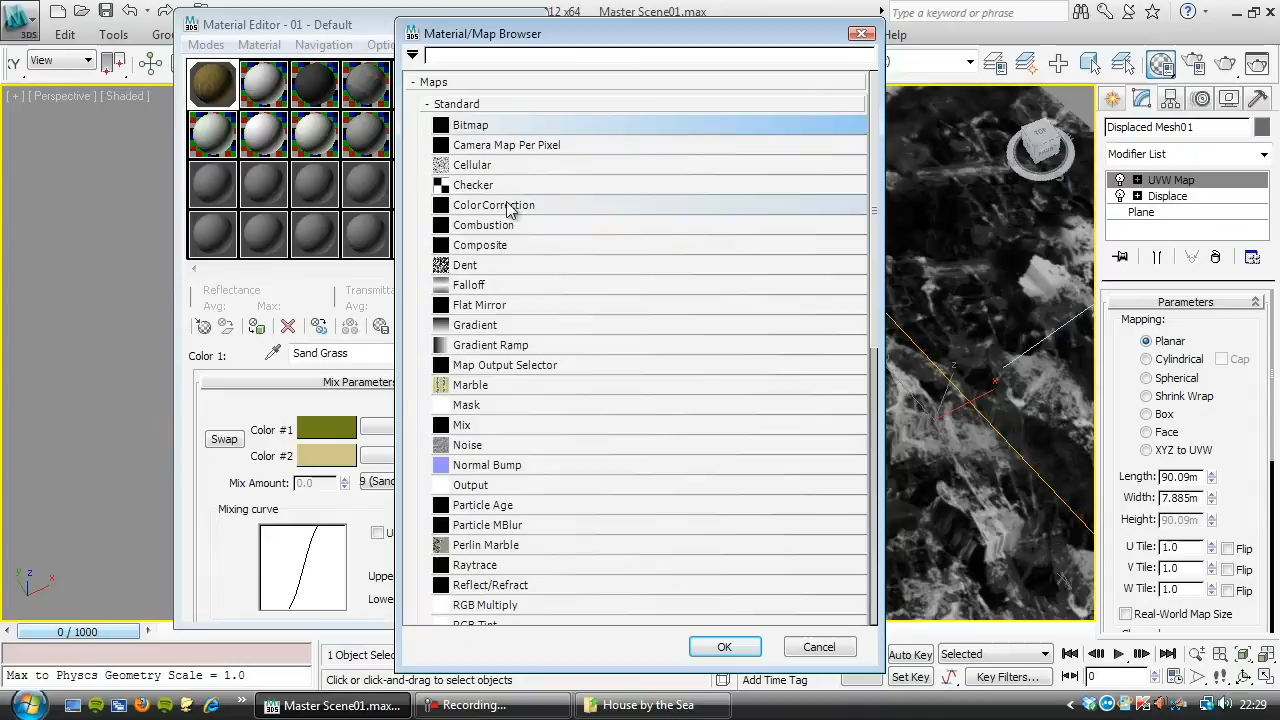 Material Editor - 01 - Default
Modes Material Navigation
Material/Map Browser
x64
Master Scene01.max
Type a keyword or phrase
3DS
Edit
Tools
View
[ + ] [ Perspective ] [ Shaded ]
- Maps
- Standard
Bitmap
Camera Map Per Pixel
Cellular
Checker
Color Correction
Combustion
Composite
Dent
Falloff
Flat Mirror
Gradient
Gradient Ramp
Map Output Selector
Marble
Mask
Mix
Noise
Normal Bump
Output
Particle Age
Particle MBlur
Perlin Marble
Raytrace
Reflect/Refract
RGB Multiply
RGB Tint
OK
Cancel
Reflectance
Avg: Max:
Avg:
Color 1:
Sand Grass
Mix Parameters
Swap
Color #1
Color #2
Mix Amount: 0.0
Mixing curve
Upper
Lowe
TOP
z
x
Displaced Mesh01
Modifier List
UVW Map
Displace
Plane
Parameters
Mapping:
Planar
Cylindrical Cap
Spherical
Shrink Wrap
Box
Face
XYZ to UVW
Length: 90.09m
Width: 7.885m
Height: 90.09m
U Tile: 1.0 Flip
V Tile: 1.0 Flip
W Tile: 1.0 Flip
Real-World Map Size
y z x
0 / 1000
Max to Physcs Geometry Scale = 1.0
1 Object Selec
Click or click-and-drag to select objects
Add Time Tag
Auto Key
Selected
Set Key
Key Filters...
0
Master Scene01.max...
Recording...
House by the Sea
22:29